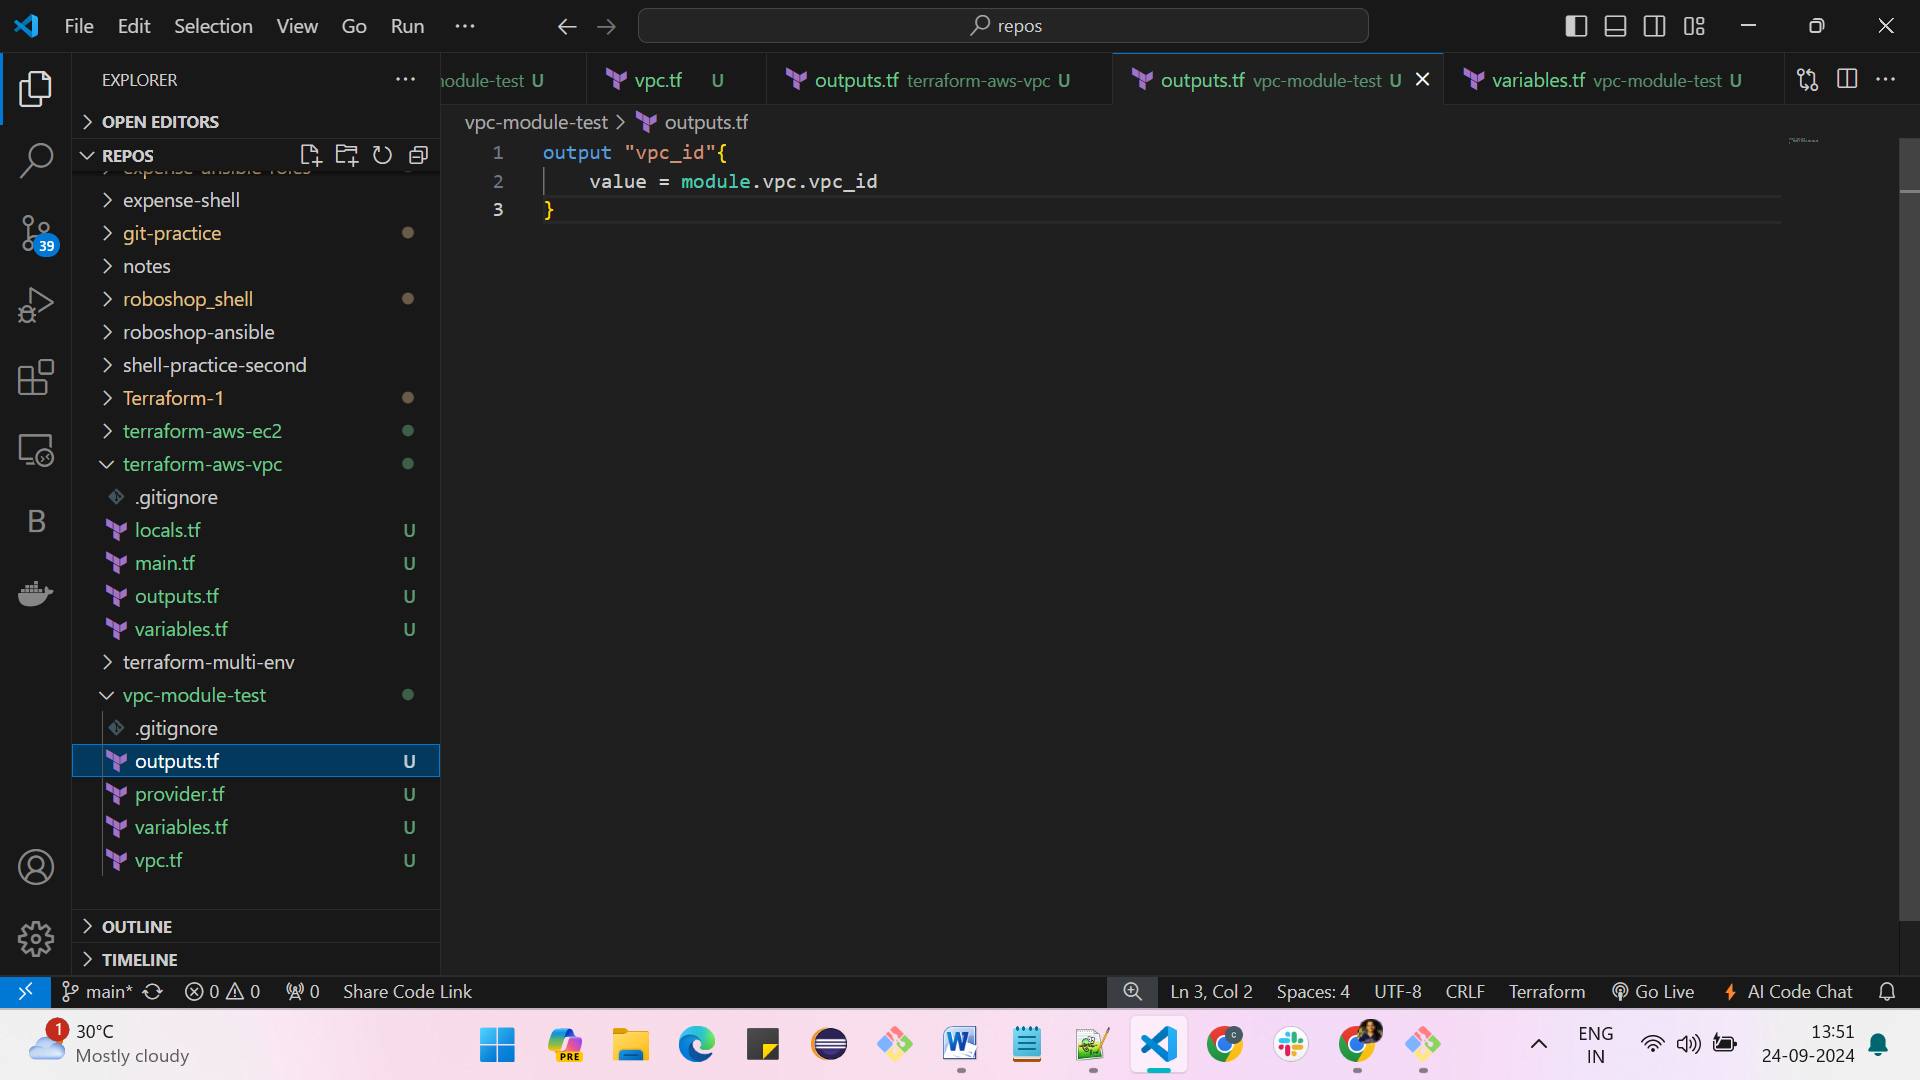 File Edit Selection View Go Run ...
repos
EXPLORER
OPEN EDITORS
REPOS
expense-ansible-roles
expense-shell
git-practice
notes
roboshop_shell
roboshop-ansible
shell-practice-second
Terraform-1
terraform-aws-ec2
terraform-aws-vpc
.gitignore
locals.tf U
main.tf U
outputs.tf U
variables.tf U
terraform-multi-env
vpc-module-test
.gitignore
outputs.tf U
provider.tf U
variables.tf U
vpc.tf U
OUTLINE
TIMELINE
39
B
odule-test U
vpc.tf U
outputs.tf terraform-aws-vpc U
outputs.tf vpc-module-test U
variables.tf vpc-module-test U
vpc-module-test > outputs.tf
1 output "vpc_id"{
2 value = module.vpc.vpc_id
3 }
main* 0 0 0 Share Code Link
Ln 3, Col 2 Spaces: 4 UTF-8 CRLF Terraform Go Live AI Code Chat
1
30°C
Mostly cloudy
PRE
W
C
ENG
IN
13:51
24-09-2024